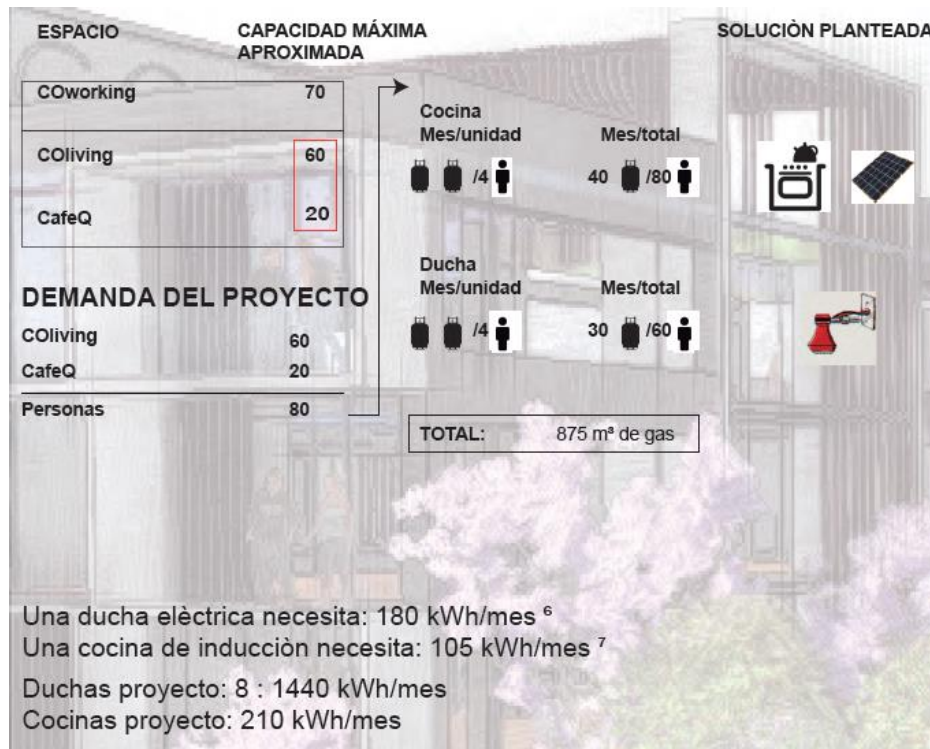 ESPACIO
CAPACIDAD MÁXIMA
APROXIMADA
SOLUCIÒN PLANTEADA
COworking 70
COliving 60
CafeQ 20
Cocina
Mes/unidad Mes/total
/4 40 /80
Ducha
Mes/unidad Mes/total
/4 30 /60
DEMANDA DEL PROYECTO
COliving 60
CafeQ 20
Personas 80
TOTAL: 875 m³ de gas
Una ducha elèctrica necesita: 180 kWh/mes ⁶
Una cocina de inducciòn necesita: 105 kWh/mes ⁷
Duchas proyecto: 8 : 1440 kWh/mes
Cocinas proyecto: 210 kWh/mes